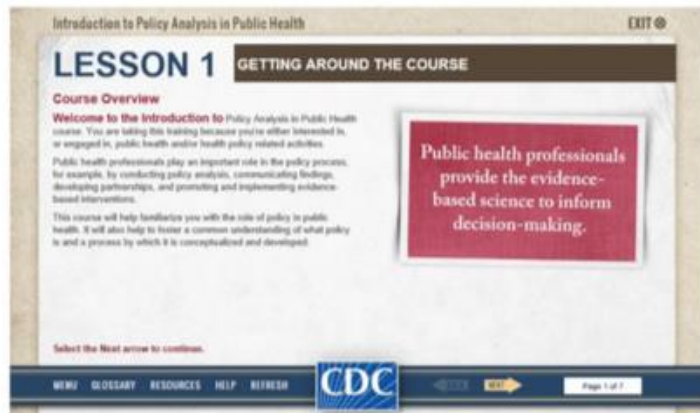 Introduction to Policy Analysis in Public Health
EXIT
LESSON 1
GETTING AROUND THE COURSE
Course Overview
Welcome to the Introduction to Policy Analysis in Public Health
course. You are taking this training because you're either interested in,
or engaged in, public health and/or health policy related activities.
Public health professionals play an important role in the policy process,
for example, by conducting policy analysis, communicating findings,
developing partnerships, and promoting and implementing evidence-
based interventions.
This course will help familiarize you with the role of policy in public
health. It will also help to foster a common understanding of what policy
is and a process by which it is conceptualized and developed.
Public health professionals
provide the evidence-
based science to inform
decision-making.
Select the Next arrow to continue.
MENU GLOSSARY RESOURCES HELP REFRESH
CDC
NEXT
Page 1 of 7